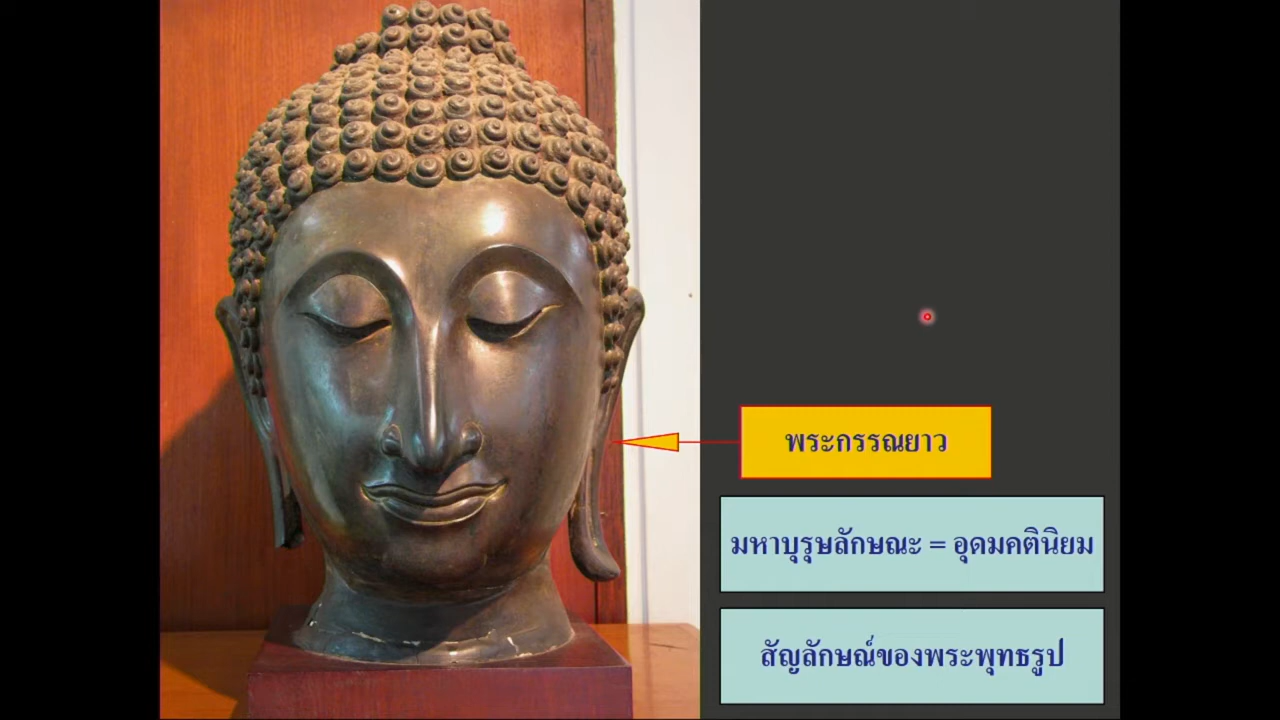 พระกรรณยาว
มหาบุรุษลักษณะ = อุดมคตินิยม
สัญลักษณ์ของพระพุทธรูป